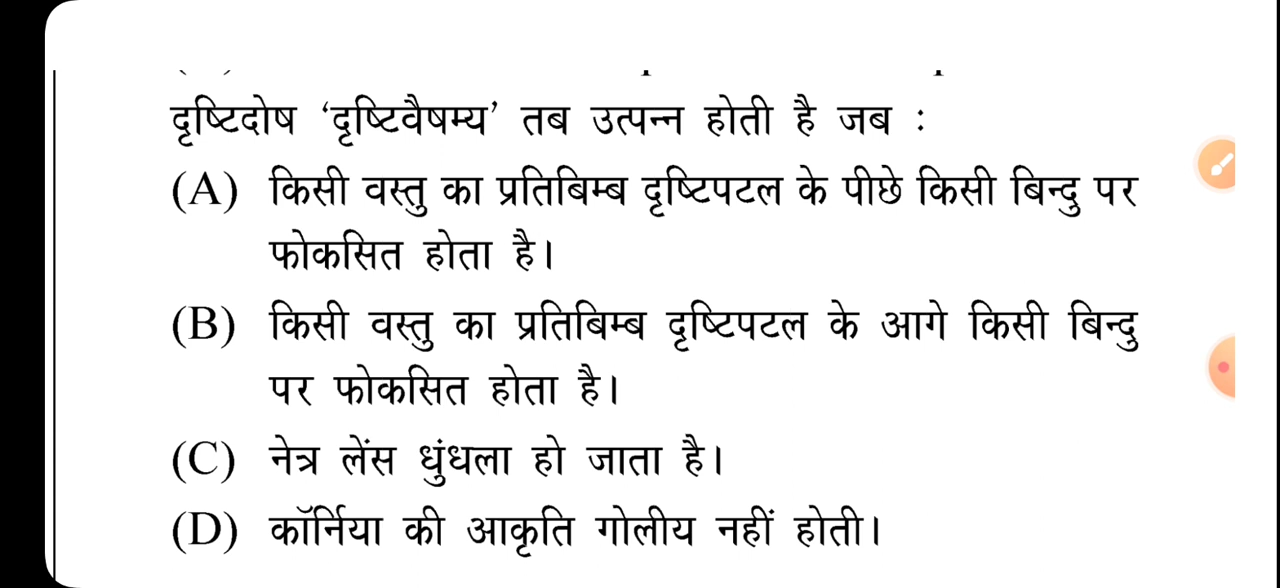 दृष्टिदोष ‘दृष्टिवैषम्य’ तब उत्पन्न होती है जब :
(A) किसी वस्तु का प्रतिबिम्ब दृष्टिपटल के पीछे किसी बिन्दु पर
फोकसित होता है।
(B) किसी वस्तु का प्रतिबिम्ब दृष्टिपटल के आगे किसी बिन्दु
पर फोकसित होता है।
(C) नेत्र लेंस धुंधला हो जाता है।
(D) कॉर्निया की आकृति गोलीय नहीं होती।